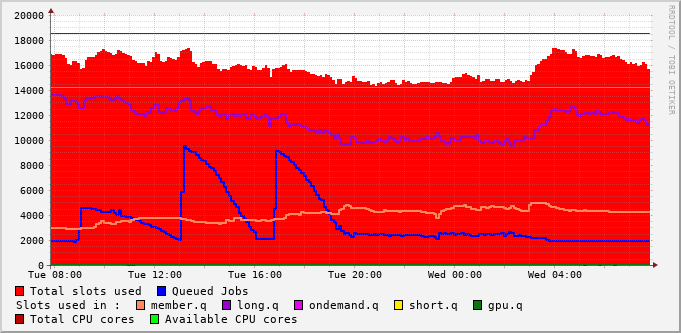 RRDTOOL / TOBI OETIKER
20000
18000
16000
14000
12000
10000
8000
6000
4000
2000
0
Tue 08:00 Tue 12:00 Tue 16:00 Tue 20:00 Wed 00:00 Wed 04:00
Total slots used Queued Jobs
Slots used in : member.q long.q ondemand.q short.q gpu.q
Total CPU cores Available CPU cores